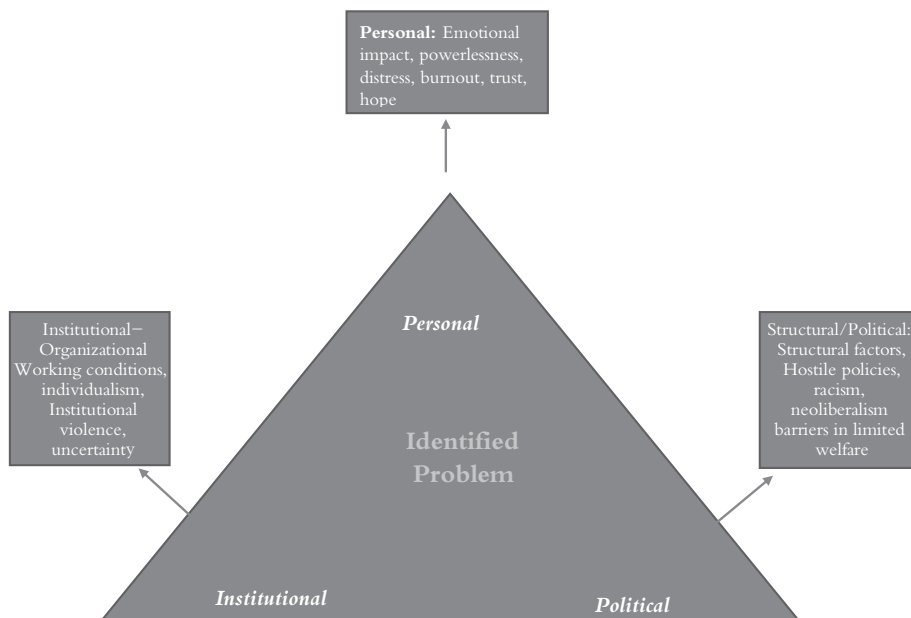 Personal: Emotional
impact, powerlessness,
distress, burnout, trust,
hope
Personal
Institutional–
Organizational
Working conditions,
individualism,
Institutional
violence,
uncertainty
Structural/Political:
Structural factors,
Hostile policies,
racism,
neoliberalism
barriers in limited
welfare
Identified
Problem
Institutional
Political